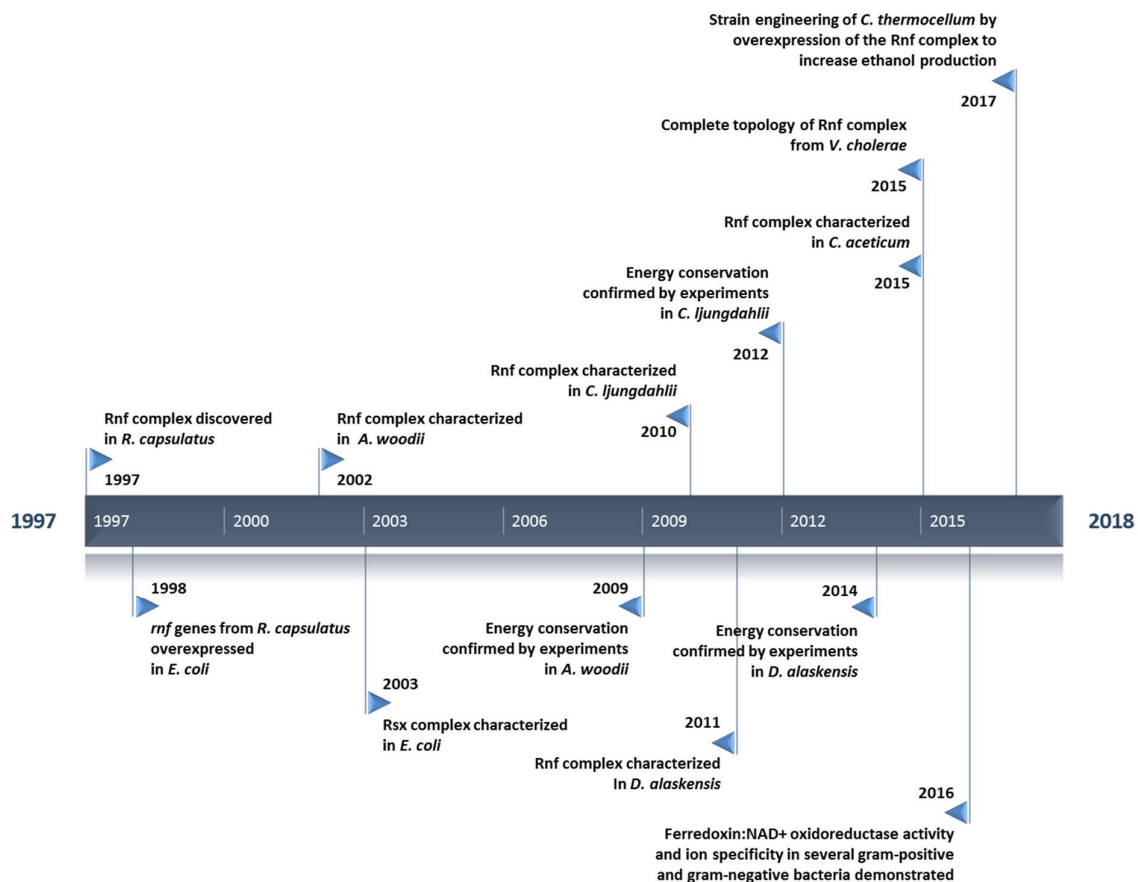 Strain engineering of C. thermocellum by
overexpression of the Rnf complex to
increase ethanol production
2017
Complete topology of Rnf complex
from V. cholerae
2015
Rnf complex characterized
in C. aceticum
2015
Energy conservation
confirmed by experiments
in C. ljungdahlii
2012
Rnf complex characterized
in C. ljungdahlii
2010
Rnf complex discovered
in R. capsulatus
1997
Rnf complex characterized
in A. woodii
2002
1997
1997
2000
2003
2006
2009
2012
2015
2018
1998
rnf genes from R. capsulatus
overexpressed
in E. coli
2003
Rsx complex characterized
in E. coli
2009
Energy conservation
confirmed by experiments
in A. woodii
2011
Rnf complex characterized
In D. alaskensis
2014
Energy conservation
confirmed by experiments
in D. alaskensis
2016
Ferredoxin:NAD+ oxidoreductase activity
and ion specificity in several gram-positive
and gram-negative bacteria demonstrated